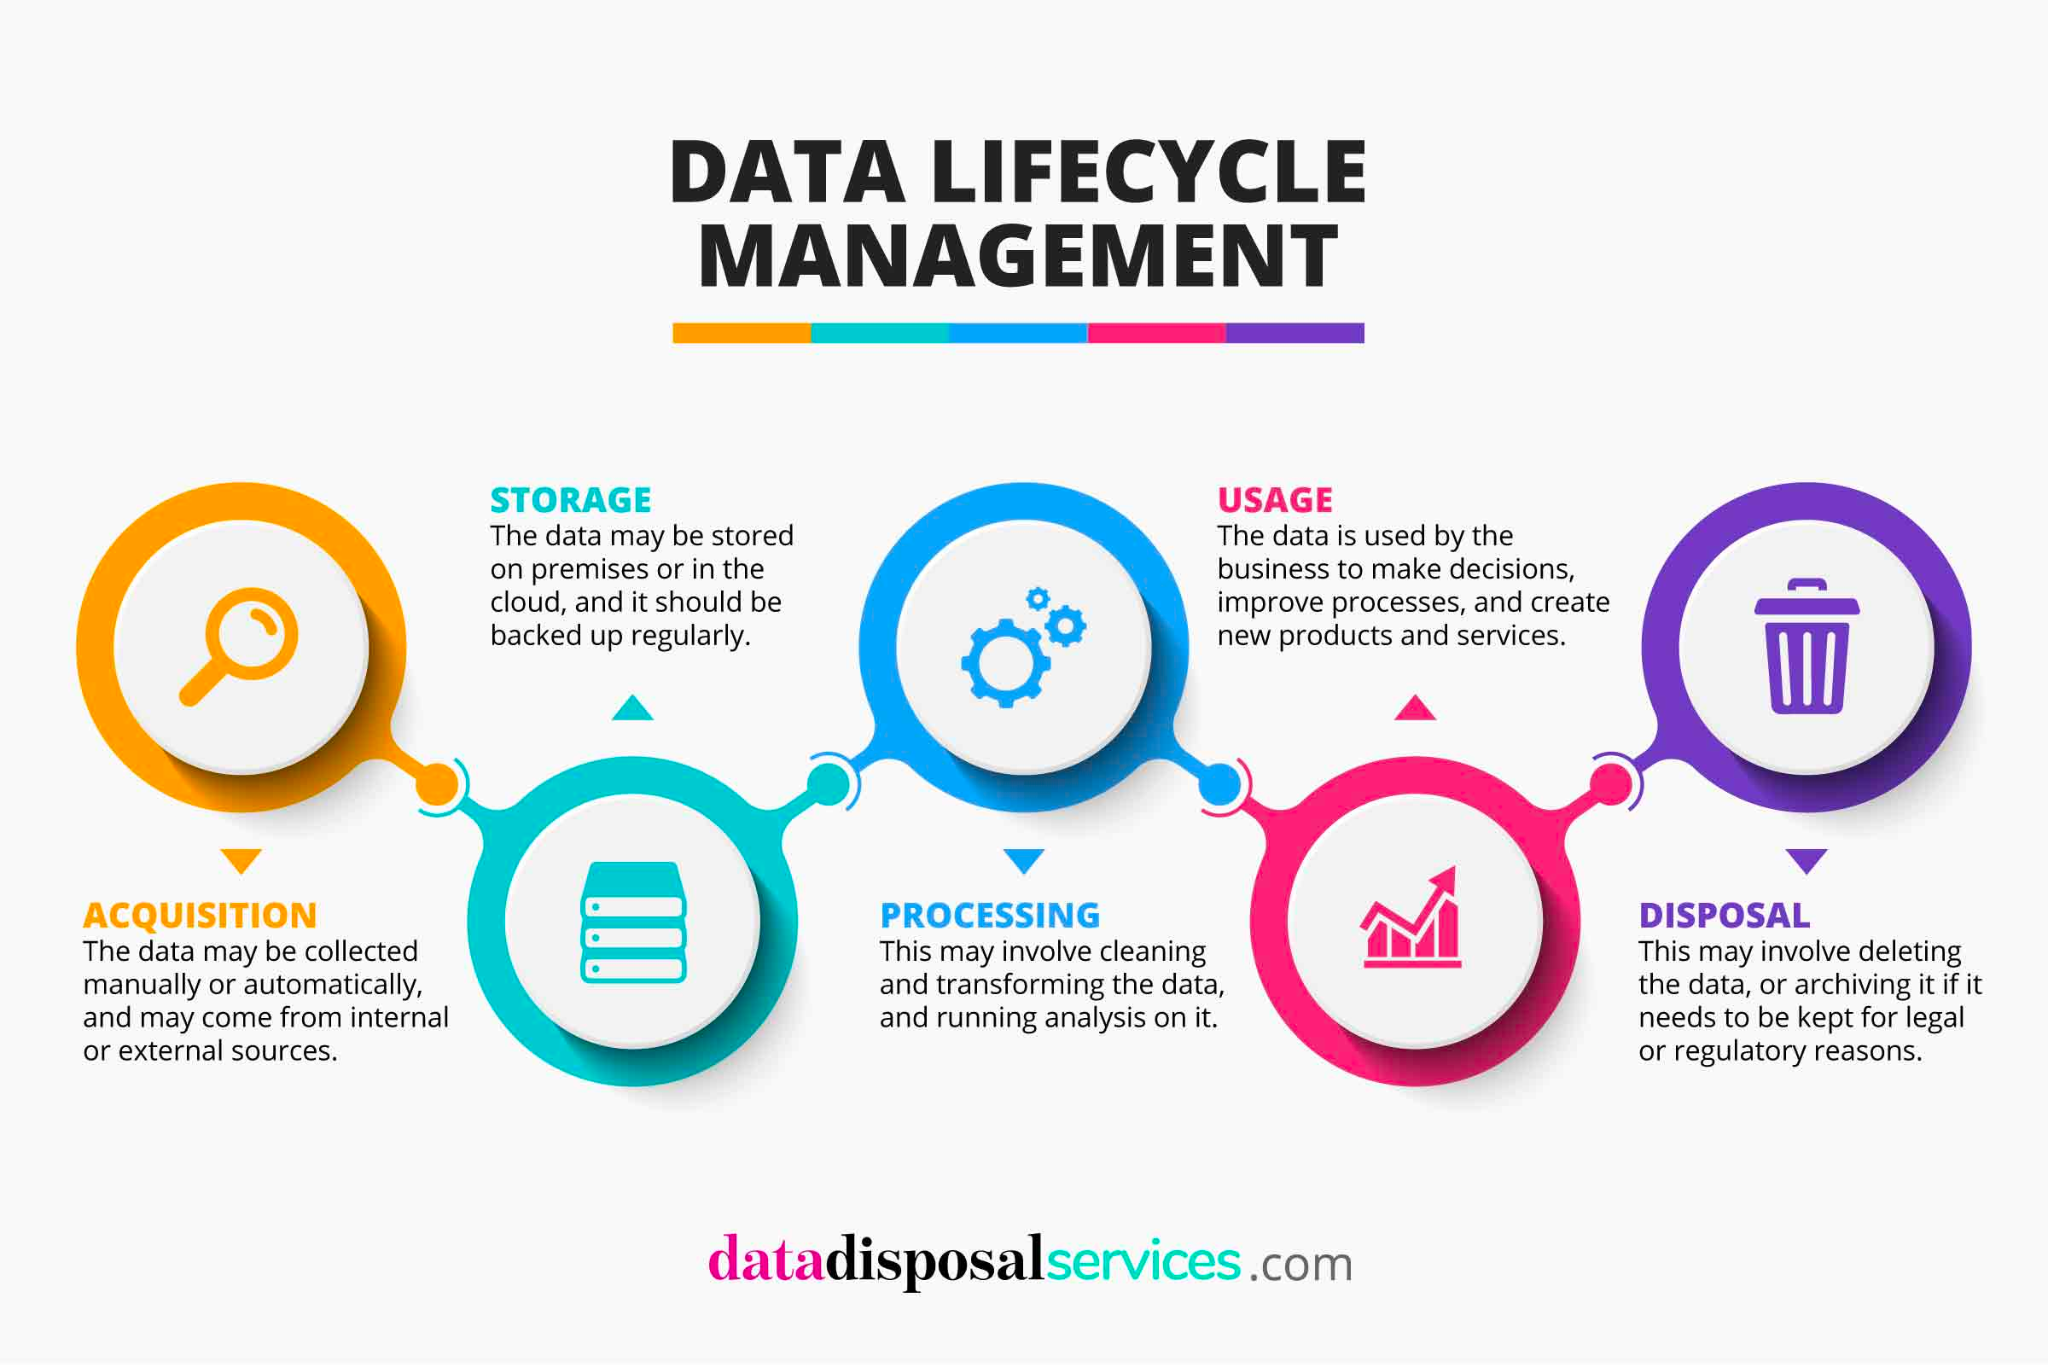 DATA LIFECYCLE
MANAGEMENT
ACQUISITION
The data may be collected
manually or automatically,
and may come from internal
or external sources.
STORAGE
The data may be stored
on premises or in the
cloud, and it should be
backed up regularly.
PROCESSING
This may involve cleaning
and transforming the data,
and running analysis on it.
USAGE
The data is used by the
business to make decisions,
improve processes, and create
new products and services.
DISPOSAL
This may involve deleting
the data, or archiving it if it
needs to be kept for legal
or regulatory reasons.
datadisposalservices.com